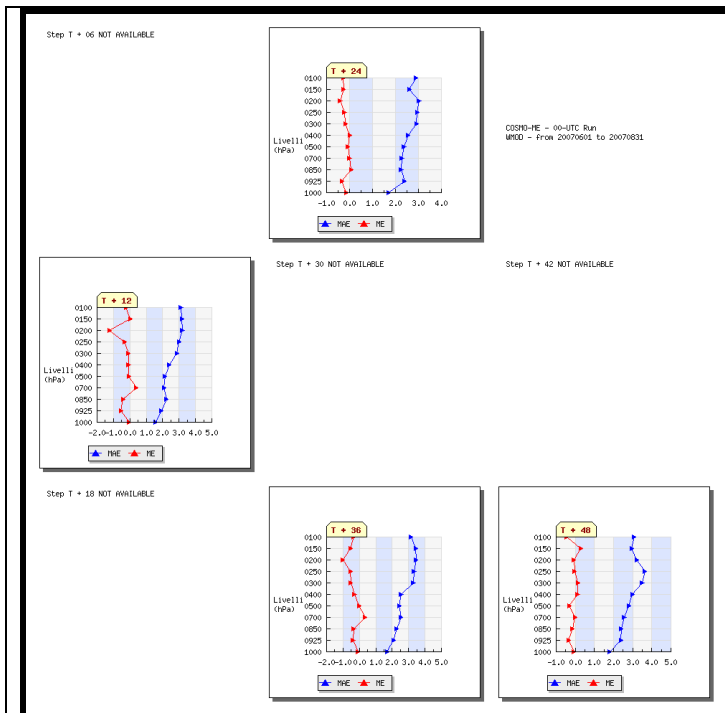 Step T + 06 NOT AVAILABLE
T + 24
0100
0150
0200
0250
0300
0400
0500
0700
0850
0925
1000
Livelli
(hPa)
-1.0 0.0 1.0 2.0 3.0 4.0
MAE ME
COSMO-ME - 00-UTC Run
WMOD - from 20070601 to 20070831
T + 12
0100
0150
0200
0250
0300
0400
0500
0700
0850
0925
1000
Livelli
(hPa)
-2.0 -1.0 0.0 1.0 2.0 3.0 4.0 5.0
MAE ME
Step T + 30 NOT AVAILABLE
Step T + 42 NOT AVAILABLE
Step T + 18 NOT AVAILABLE
T + 36
0100
0150
0200
0250
0300
0400
0500
0700
0850
0925
1000
Livelli
(hPa)
-2.0 -1.0 0.0 1.0 2.0 3.0 4.0 5.0
MAE ME
T + 48
0100
0150
0200
0250
0300
0400
0500
0700
0850
0925
1000
Livelli
(hPa)
-1.0 0.0 1.0 2.0 3.0 4.0 5.0
MAE ME